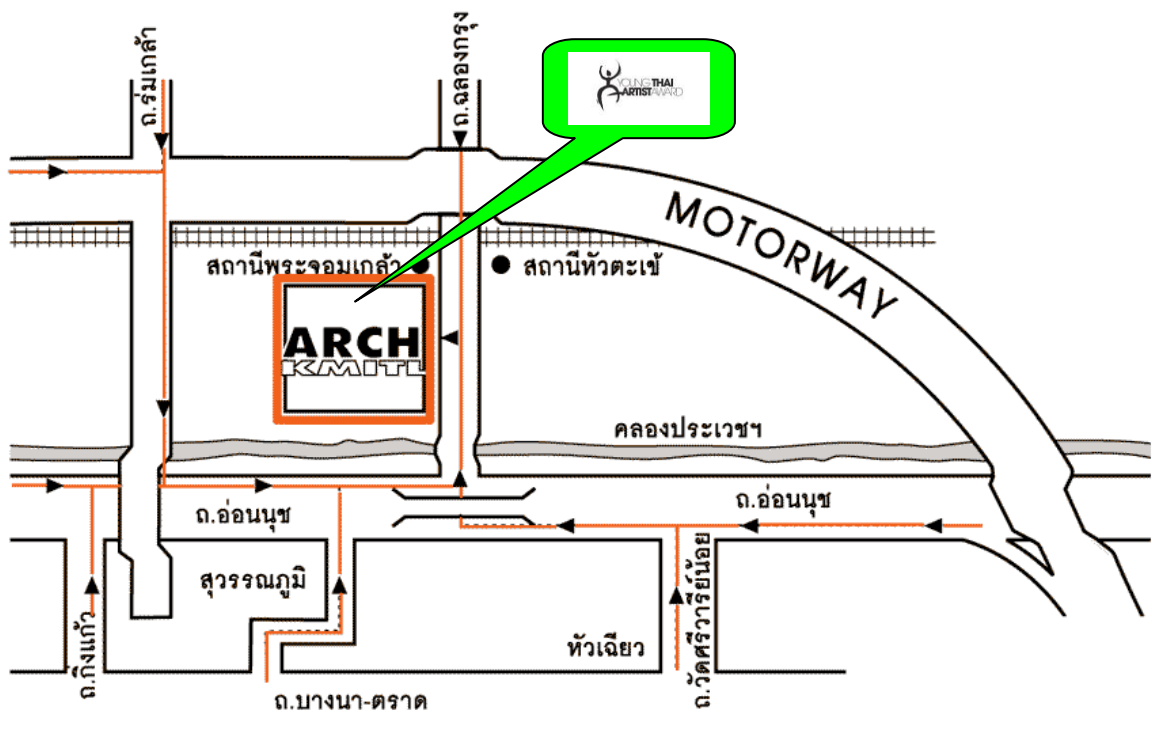 ถ.ร่มเกล้า
ถ.ฉลองกรุง
YOUNG THAI
ARTIST AWARD
MOTORWAY
สถานีพระจอมเกล้า
สถานีหัวตะเข้
ARCH
KMITL
คลองประเวชฯ
ถ.อ่อนนุช
ถ.อ่อนนุช
สุวรรณภูมิ
หัวเฉียว
ถ.กิ่งแก้ว
ถ.วัดศรีวารีย์น้อย
ถ.บางนา-ตราด